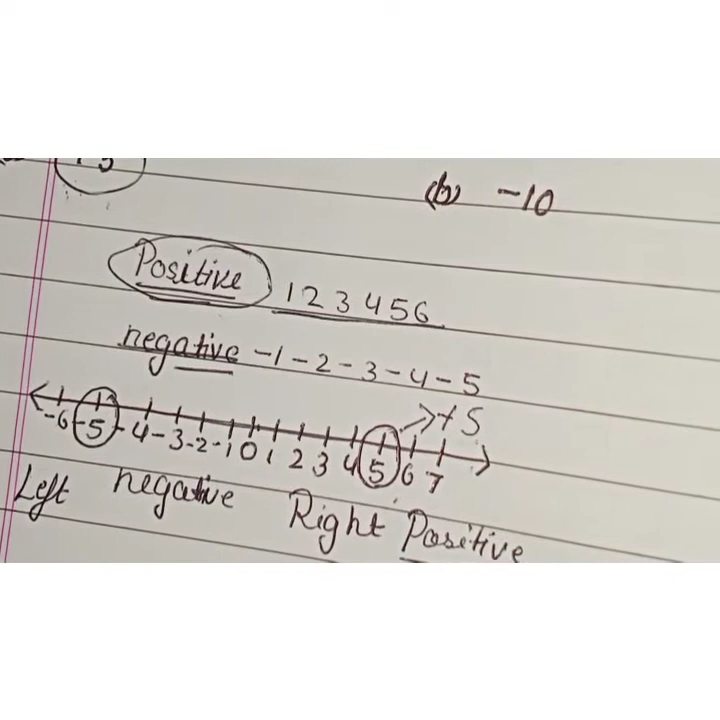 (b) -10
Positive 1 2 3 4 5 6
negative -1 -2 -3 -4 -5
+5
-6 -5 -4 -3 -2 -1 0 1 2 3 4 5 6 7
Left negative Right Positive